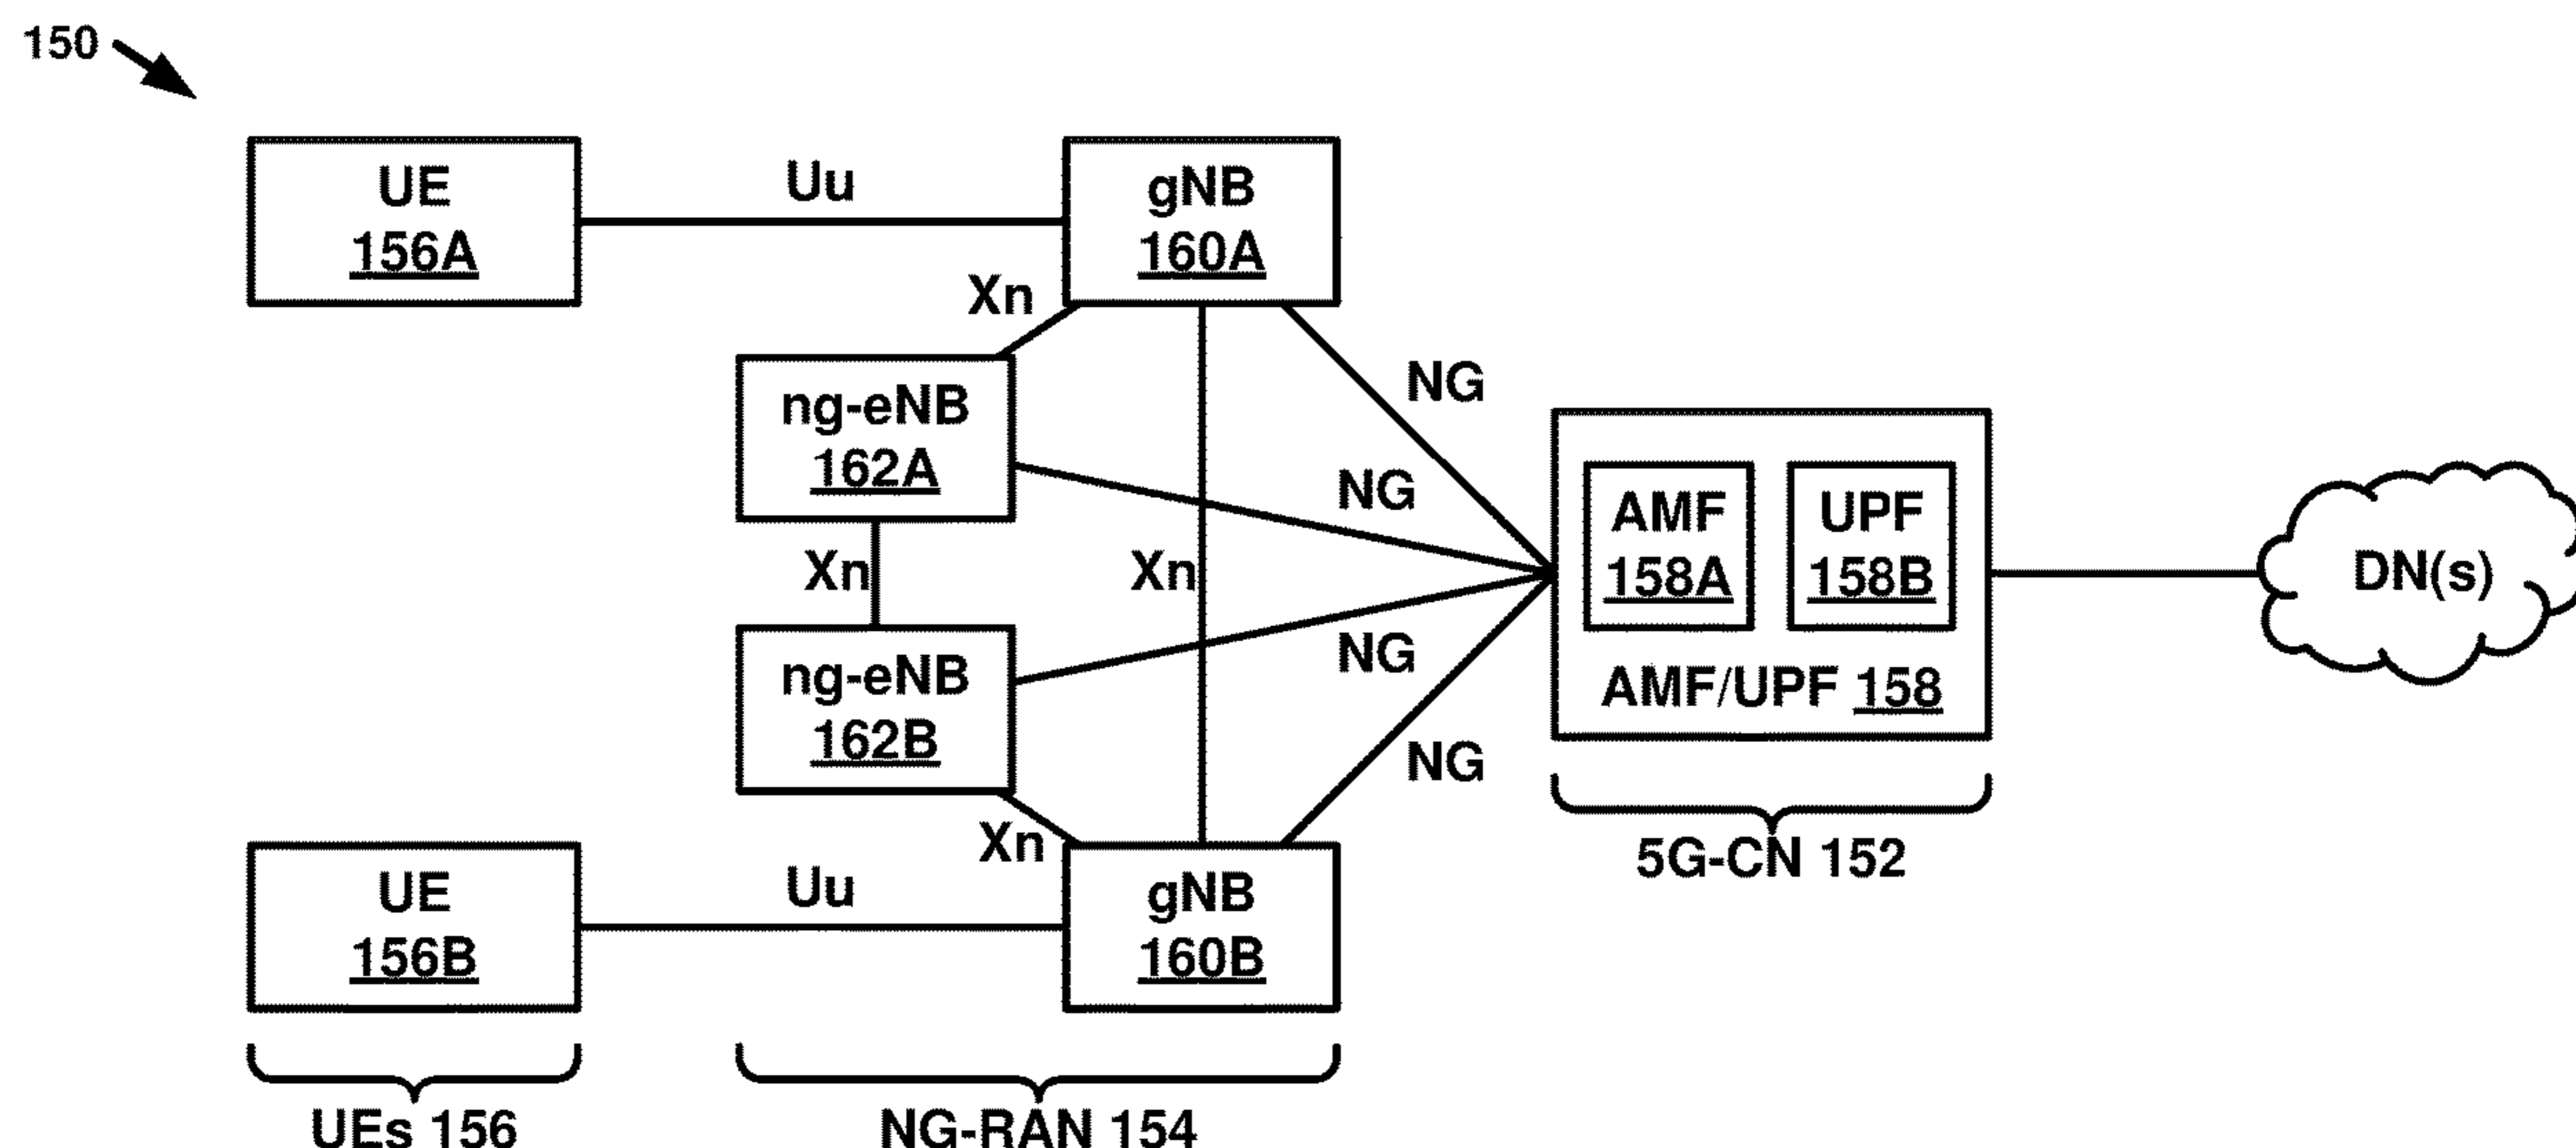 150
UE
156A
Uu
gNB
160A
Xn
NG
ng-eNB
162A
NG
AMF
158A
UPF
158B
DN(s)
Xn
Xn
NG
ng-eNB
162B
AMF/UPF 158
NG
Xn
5G-CN 152
UE
156B
Uu
gNB
160B
UEs 156
NG-RAN 154